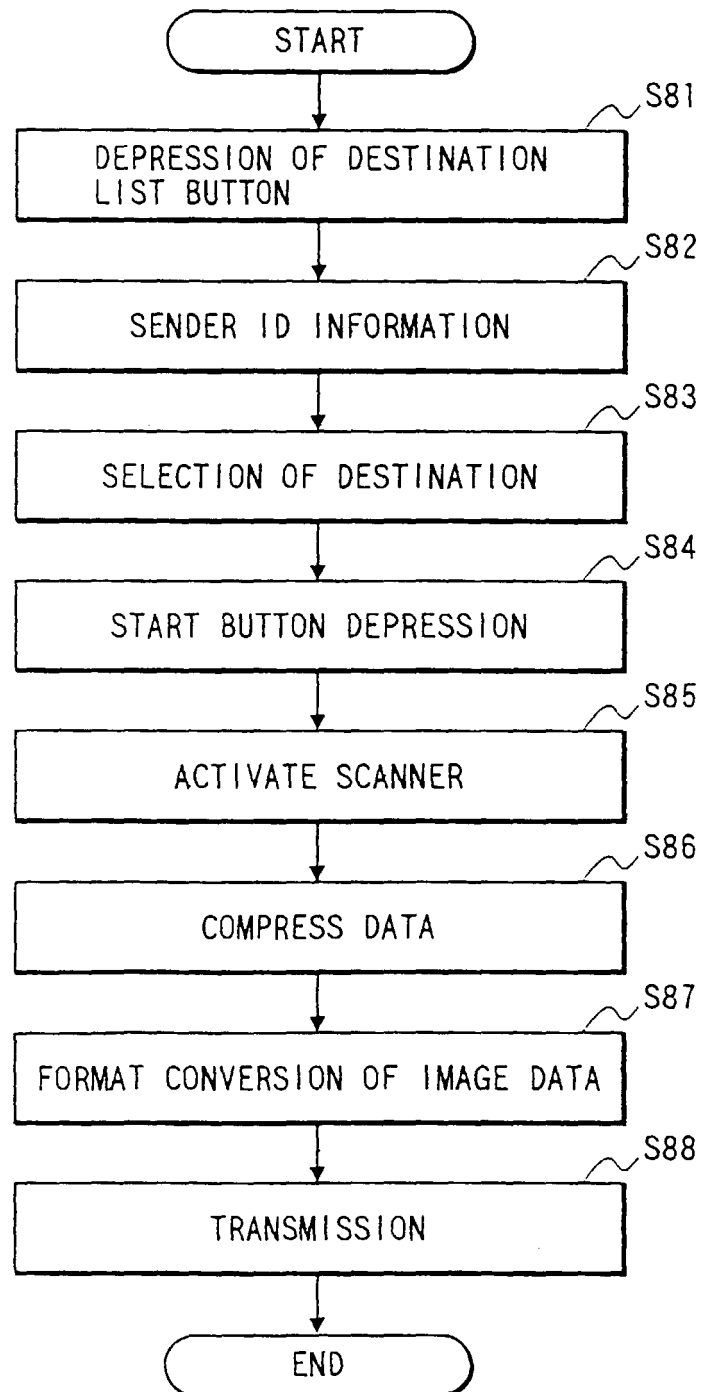 START
S81
DEPRESSION OF DESTINATION
LIST BUTTON
S82
SENDER ID INFORMATION
S83
SELECTION OF DESTINATION
S84
START BUTTON DEPRESSION
S85
ACTIVATE SCANNER
S86
COMPRESS DATA
S87
FORMAT CONVERSION OF IMAGE DATA
S88
TRANSMISSION
END